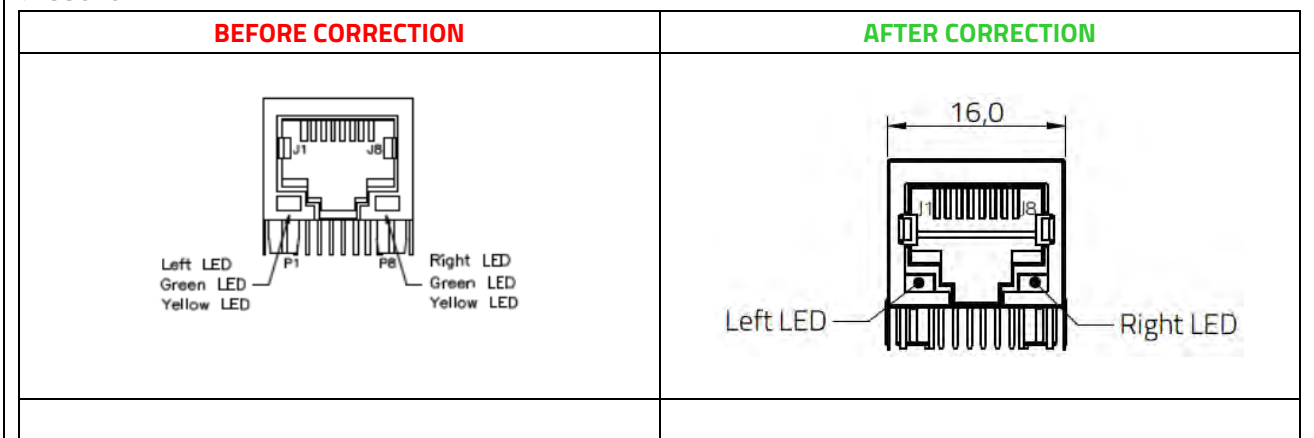 BEFORE CORRECTION
AFTER CORRECTION
J1
J8
P1
P8
Left LED
Green LED
Yellow LED
Right LED
Green LED
Yellow LED
16,0
J1
J8
Left LED
Right LED